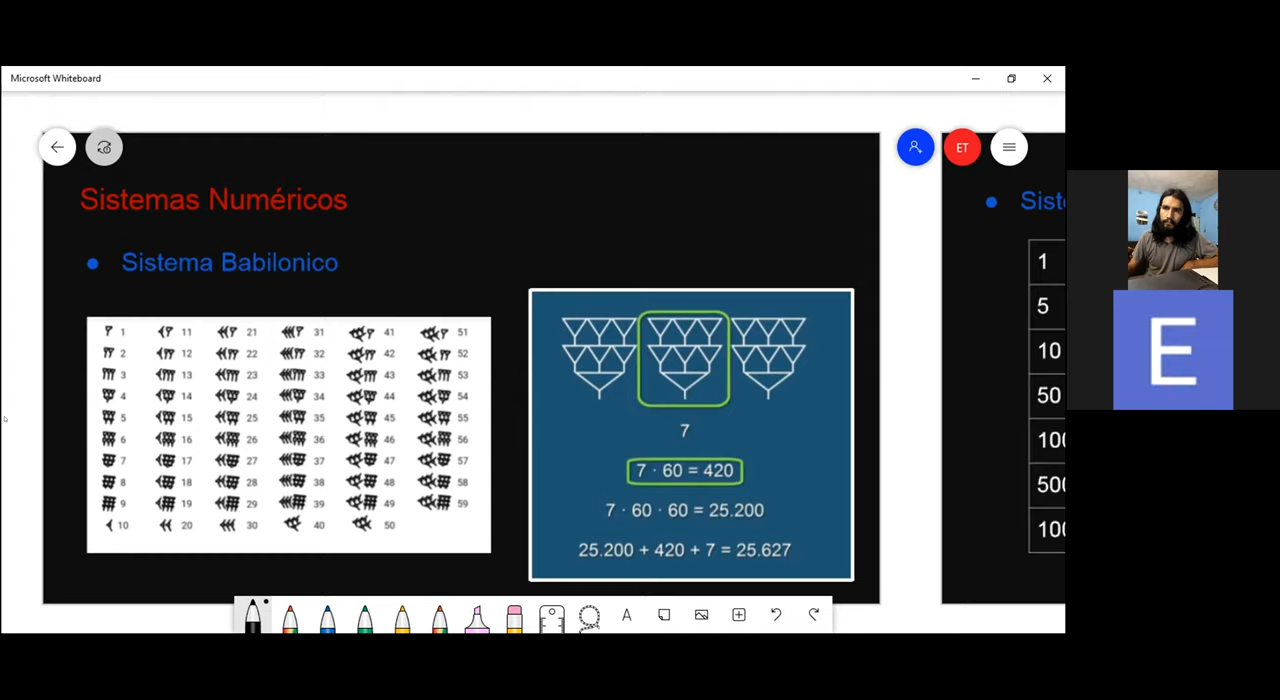 Microsoft Whiteboard
ET
Sistemas Numéricos
Sistema Babilonico
1 11 21 31 41 51
2 12 22 32 42 52
3 13 23 33 43 53
4 14 24 34 44 54
5 15 25 35 45 55
6 16 26 36 46 56
7 17 27 37 47 57
8 18 28 38 48 58
9 19 29 39 49 59
10 20 30 40 50
7
7 · 60 = 420
7 · 60 · 60 = 25.200
25.200 + 420 + 7 = 25.627
1
5
10
50
E
A